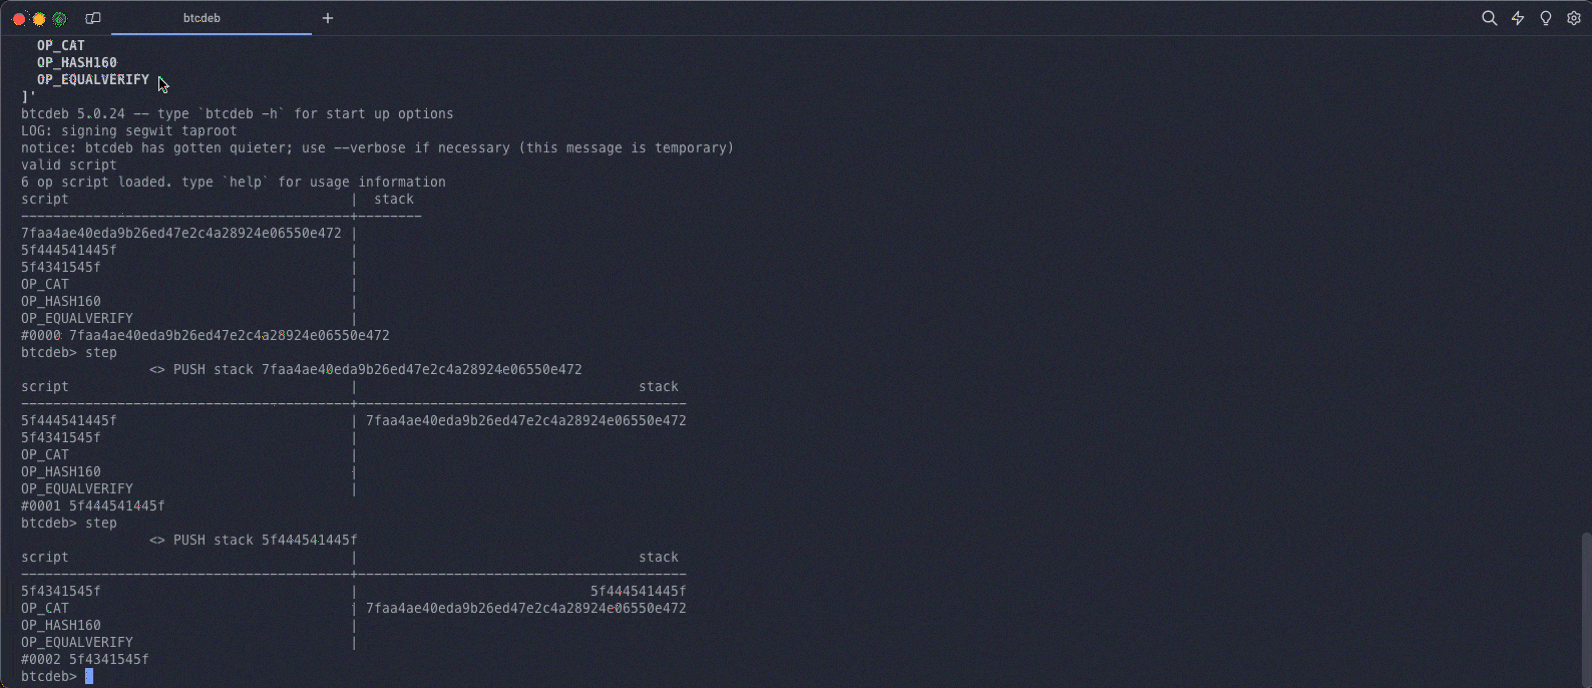 btcdeb
+
OP_CAT
OP_HASH160
OP_EQUALVERIFY
]'
btcdeb 5.0.24 -- type `btcdeb -h` for start up options
LOG: signing segwit taproot
notice: btcdeb has gotten quieter; use --verbose if necessary (this message is temporary)
valid script
6 op script loaded. type `help` for usage information
script | stack
-----------------------------------------+--------
7faa4ae40eda9b26ed47e2c4a28924e06550e472 |
5f444541445f |
5f4341545f |
OP_CAT |
OP_HASH160 |
OP_EQUALVERIFY |
#0000 7faa4ae40eda9b26ed47e2c4a28924e06550e472
btcdeb> step
<> PUSH stack 7faa4ae40eda9b26ed47e2c4a28924e06550e472
script | stack
-----------------------------------------+-----------------------------------------
5f444541445f | 7faa4ae40eda9b26ed47e2c4a28924e06550e472
5f4341545f |
OP_CAT |
OP_HASH160 |
OP_EQUALVERIFY |
#0001 5f444541445f
btcdeb> step
<> PUSH stack 5f444541445f
script | stack
-----------------------------------------+-----------------------------------------
5f4341545f | 5f444541445f
OP_CAT | 7faa4ae40eda9b26ed47e2c4a28924e06550e472
OP_HASH160 |
OP_EQUALVERIFY |
#0002 5f4341545f
btcdeb>